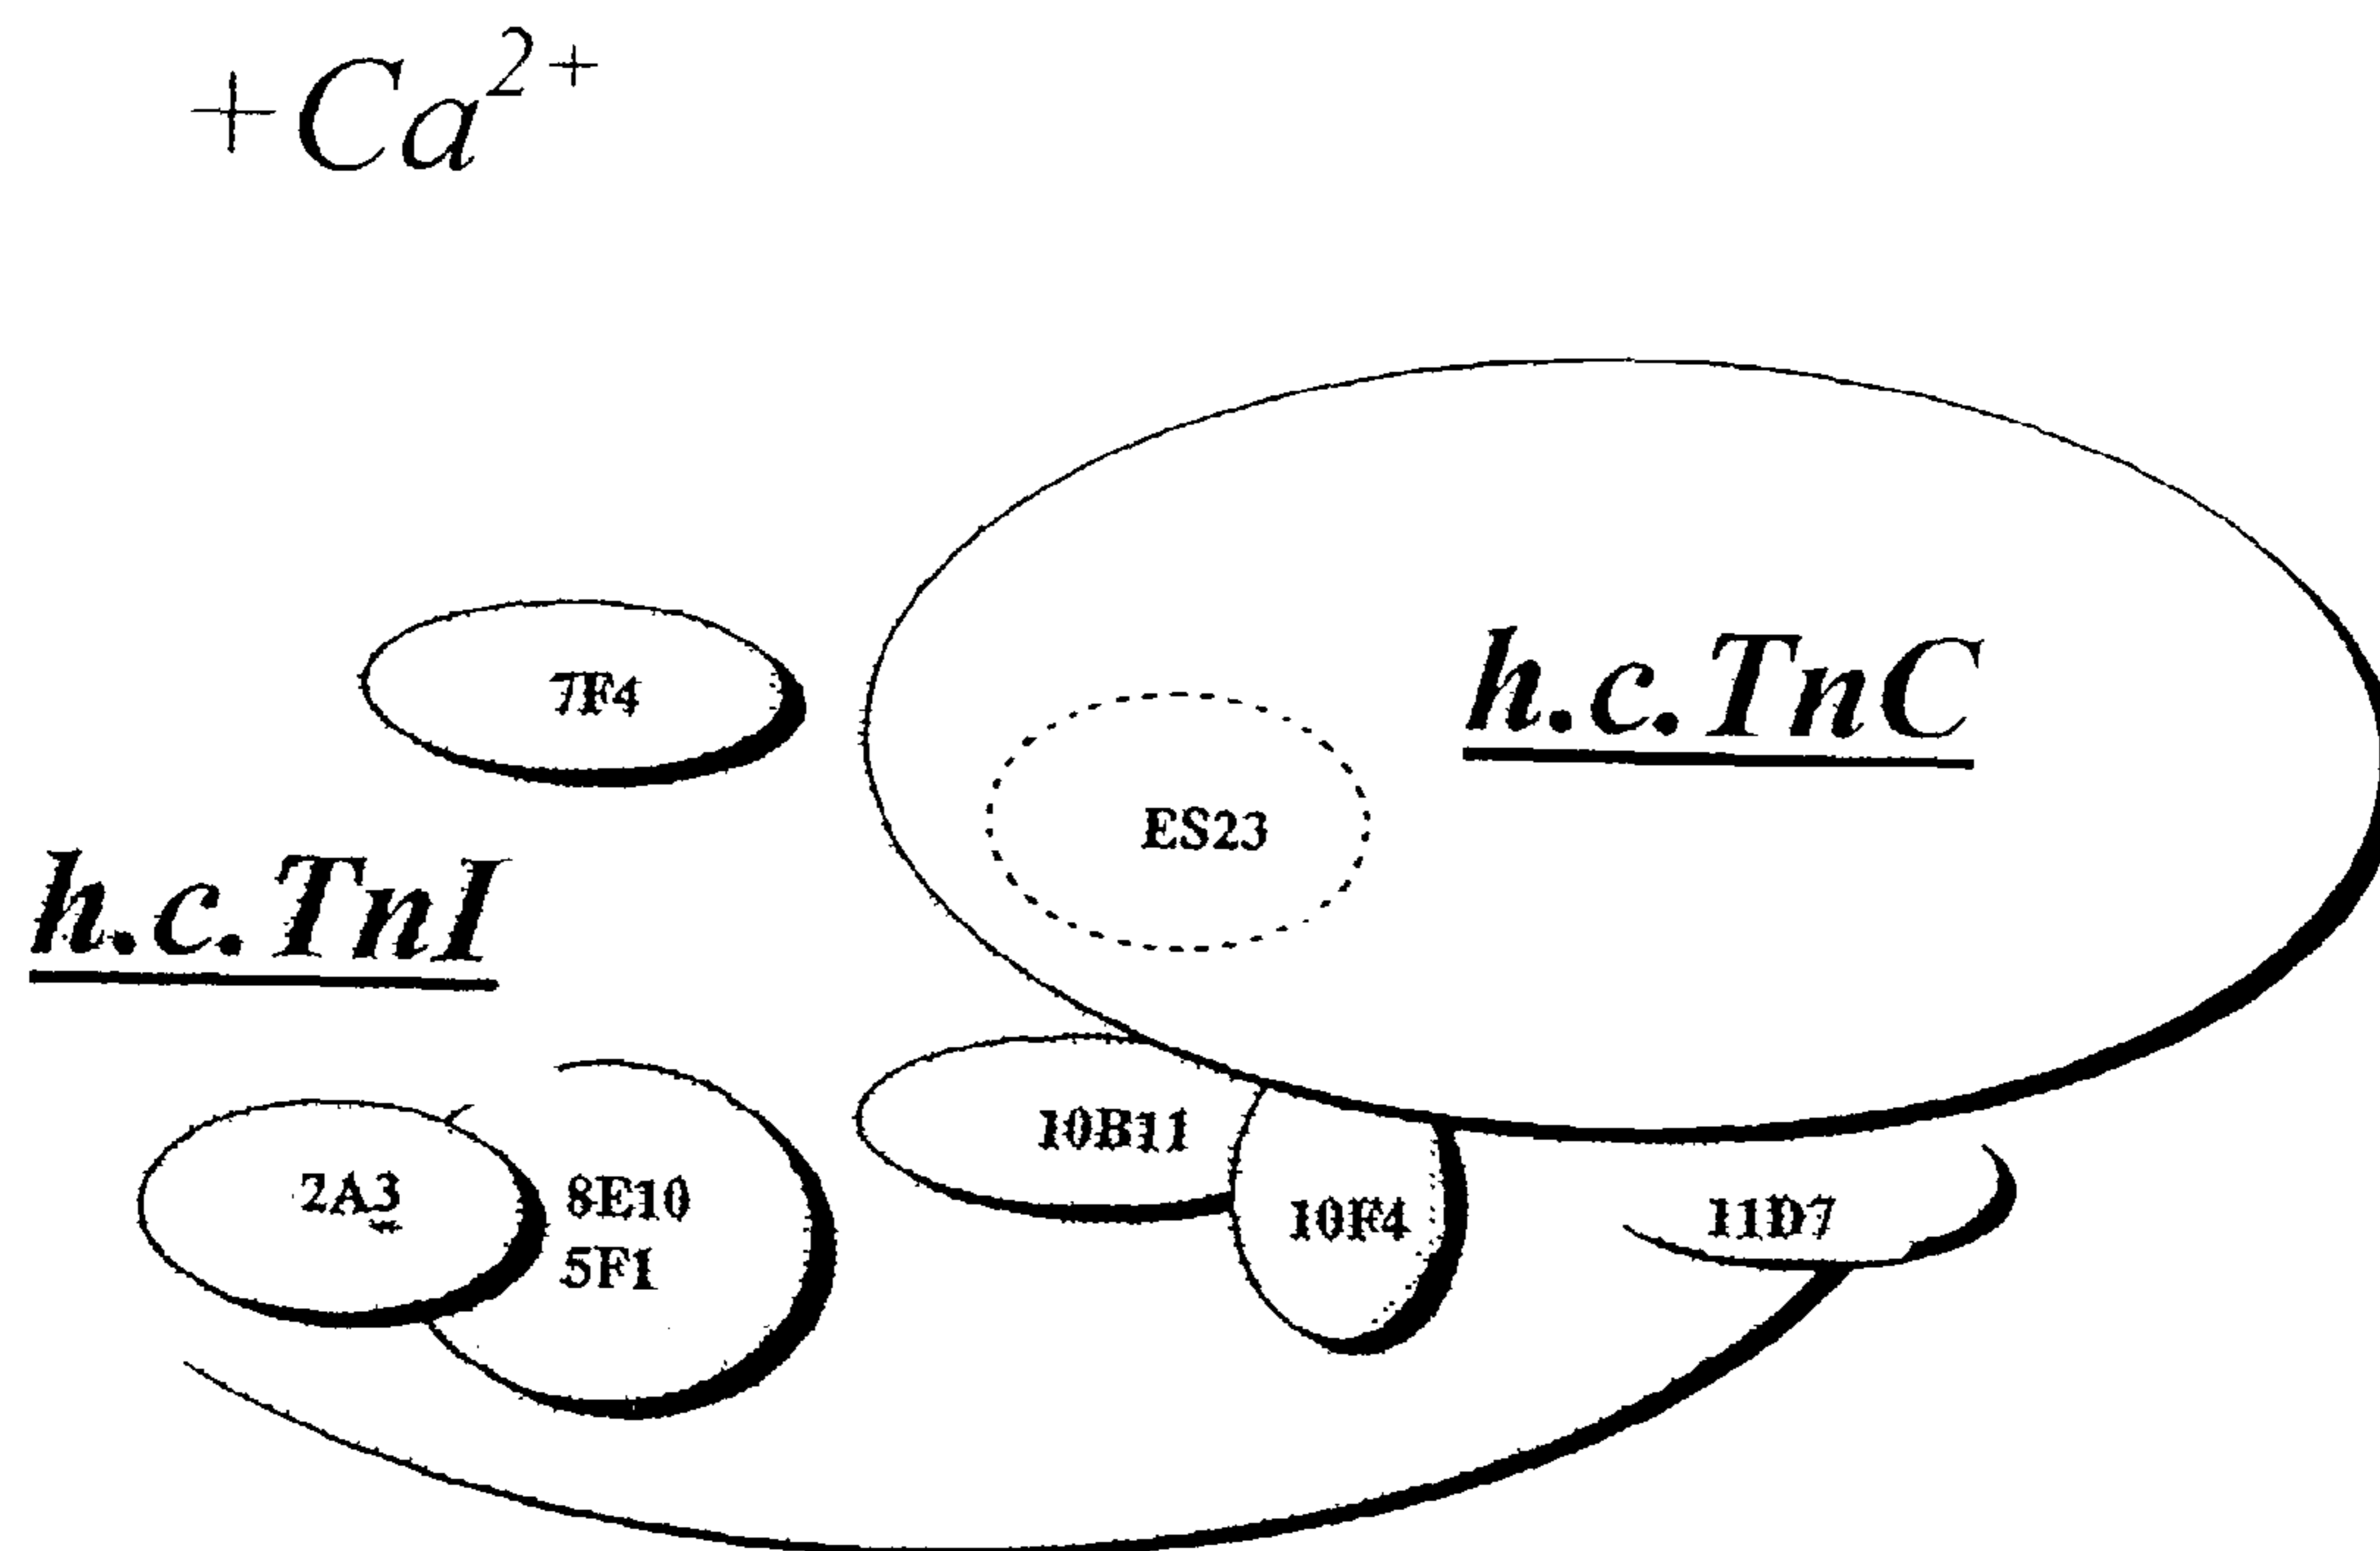 +Ca²⁺
7F4
h.c.TnC
ES23
h.c.TnI
10B11
2A3
8E10
5F1
10F4
11D7